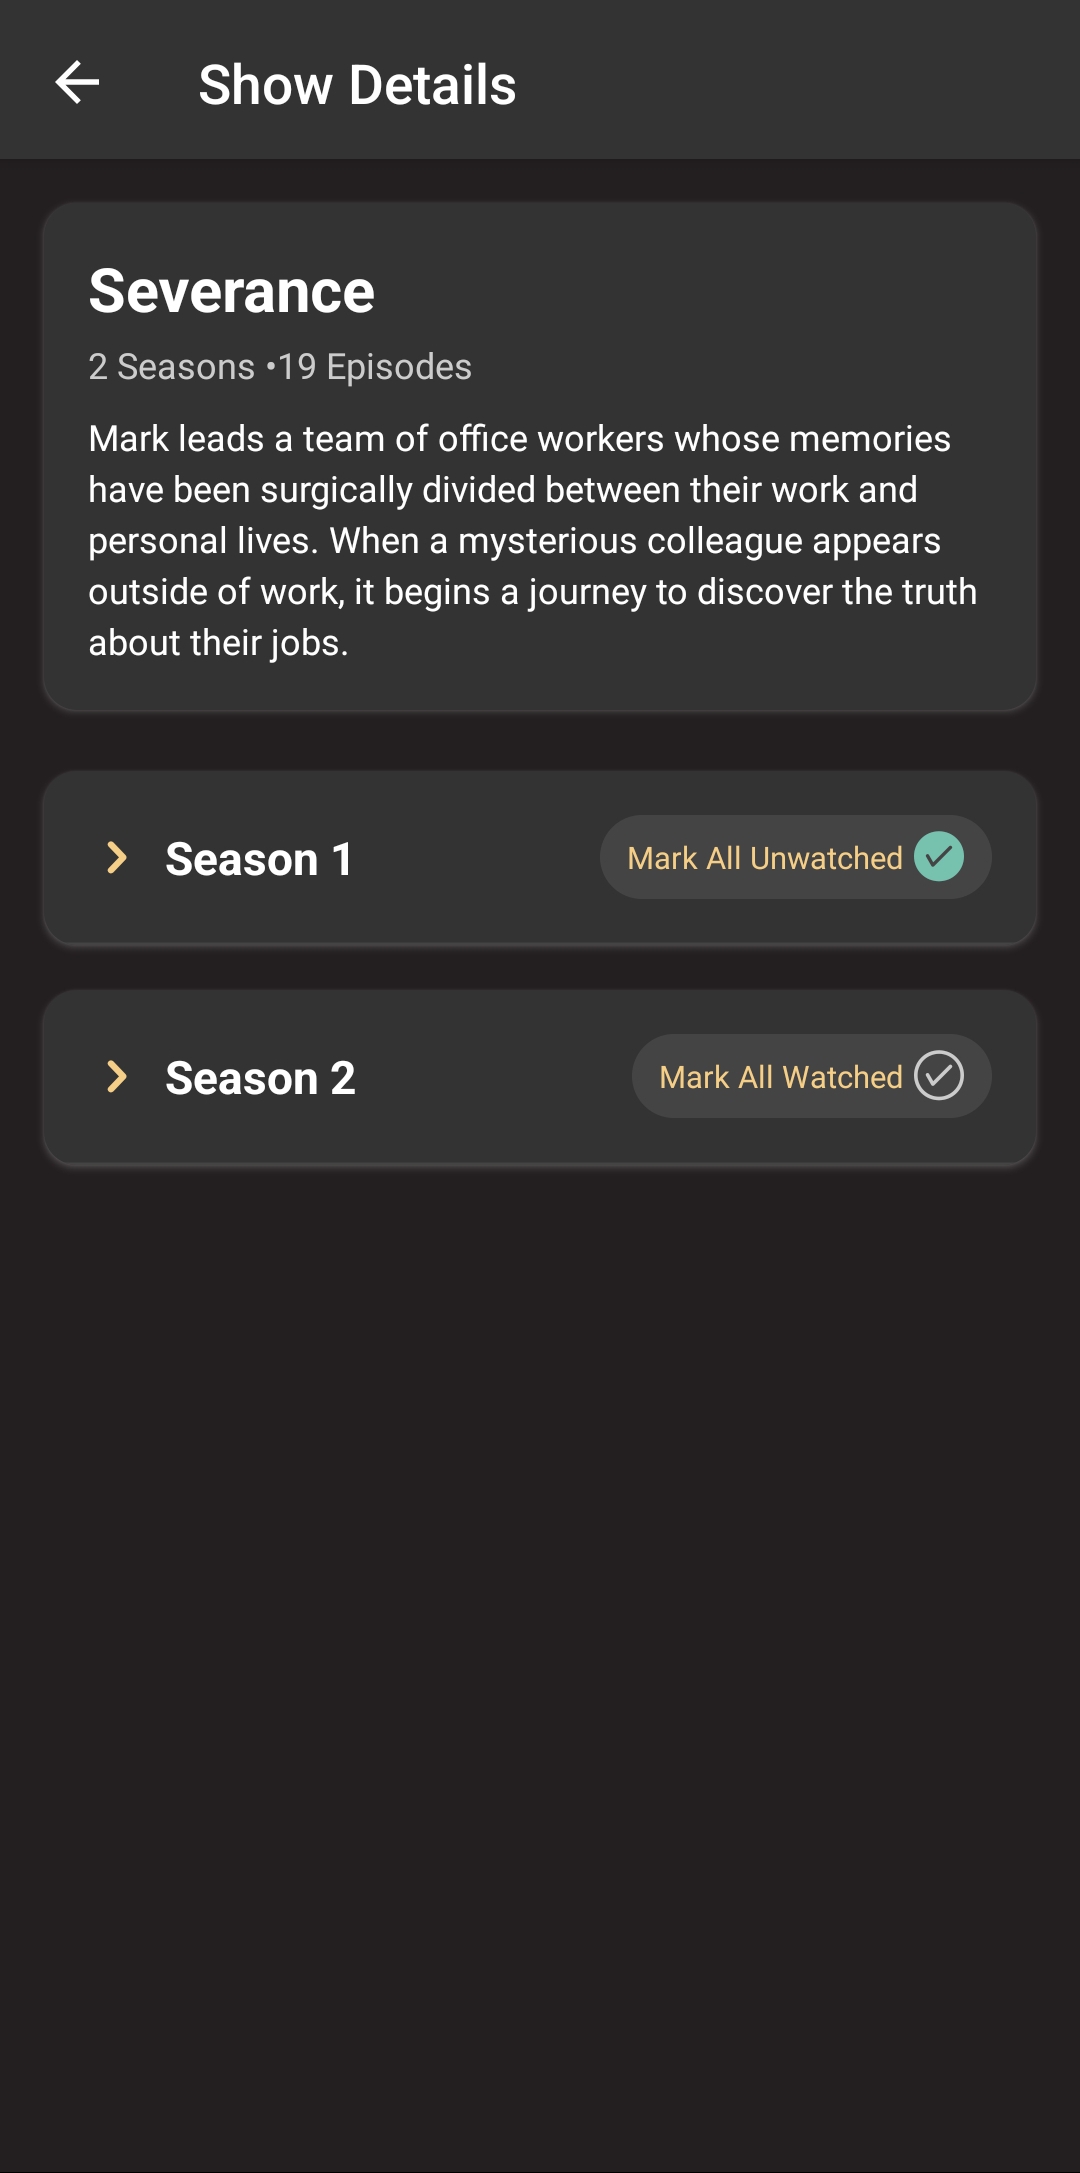 Show Details
Severance
2 Seasons •19 Episodes
Mark leads a team of office workers whose memories
have been surgically divided between their work and
personal lives. When a mysterious colleague appears
outside of work, it begins a journey to discover the truth
about their jobs.
Season 1
Mark All Unwatched
Season 2
Mark All Watched